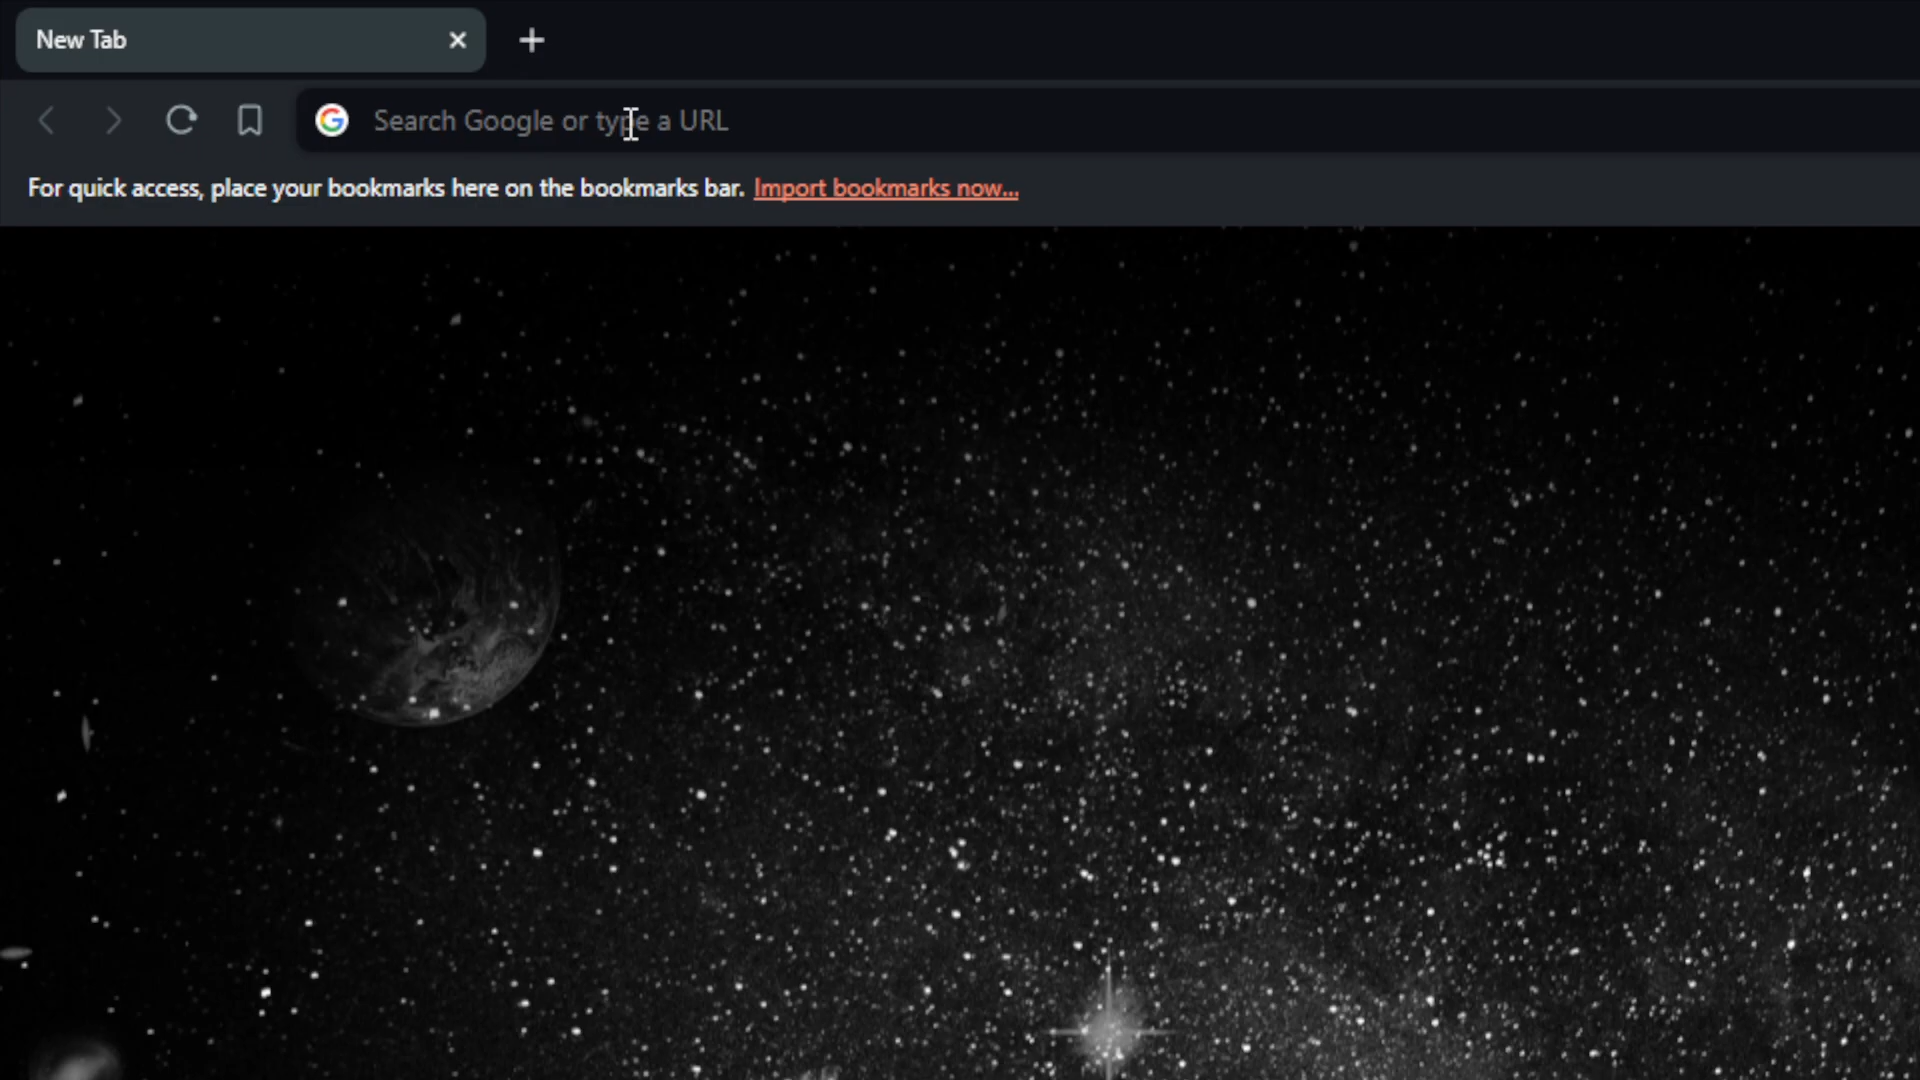 New Tab
Search Google or type a URL
For quick access, place your bookmarks here on the bookmarks bar. Import bookmarks now...